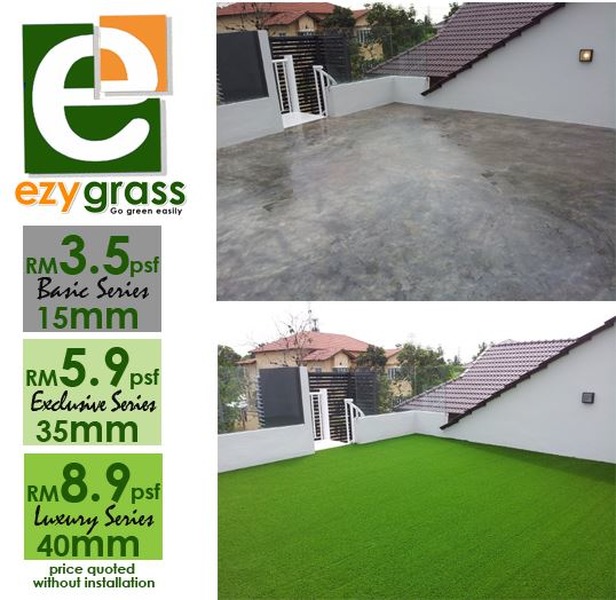 e
ezygrass
Go green easily
RM3.5psf
Basic Series
15mm
RM5.9psf
Exclusive Series
35mm
RM8.9psf
Luxury Series
40mm
price quoted
without installation